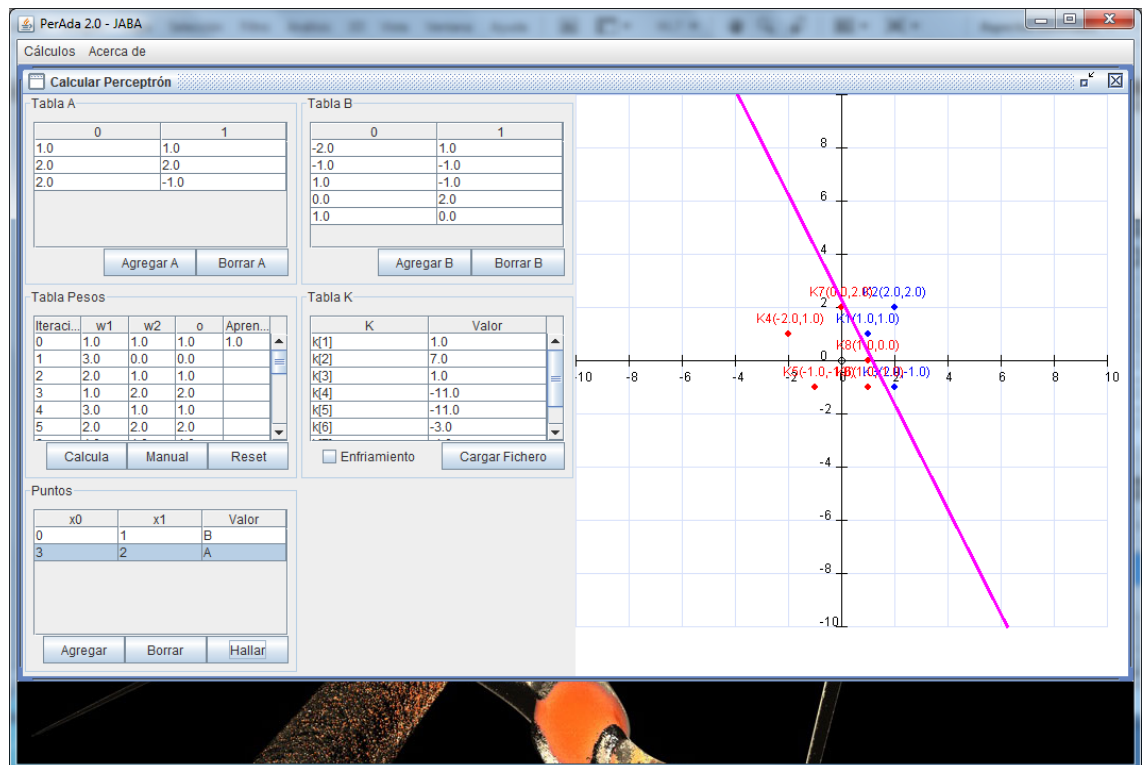 PerAda 2.0 - JABA
Cálculos Acerca de
Calcular Perceptrón
Tabla A
0 1
1.0 1.0
2.0 2.0
2.0 -1.0
Agregar A Borrar A
Tabla B
0 1
-2.0 1.0
-1.0 -1.0
1.0 -1.0
0.0 2.0
1.0 0.0
Agregar B Borrar B
Tabla Pesos
Iteraci... w1 w2 o Apren...
0 1.0 1.0 1.0 1.0
1 3.0 0.0 0.0
2 2.0 1.0 1.0
3 1.0 2.0 2.0
4 3.0 1.0 1.0
5 2.0 2.0 2.0
Calcula Manual Reset
Tabla K
K Valor
k[1] 1.0
k[2] 7.0
k[3] 1.0
k[4] -11.0
k[5] -11.0
k[6] -3.0
Enfriamiento Cargar Fichero
Puntos
x0 x1 Valor
0 1 B
3 2 A
Agregar Borrar Hallar
8
6
4
K2(2.0,2.0)
2
K4(-2.0,1.0) K1(1.0,1.0)
K8(1.0,0.0)
0
-10 -8 -6 -4 -2 0 2 4 6 8 10
-2
-4
-6
-8
-10